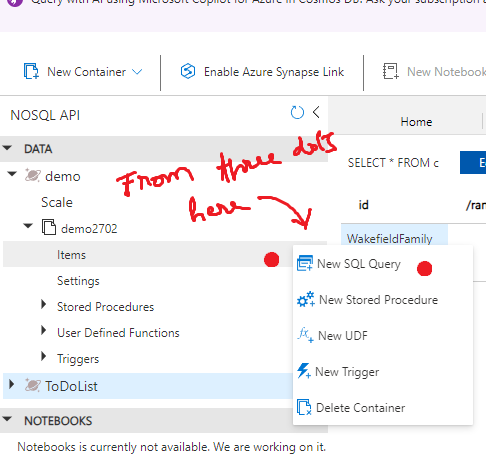 Query with AI using Microsoft Copilot for Azure in Cosmos DB. Ask your subscription
New Container
Enable Azure Synapse Link
New Notebook
NOSQL API
Home
DATA
demo
From three dots
here
SELECT * FROM c
Scale
id
/ran
demo2702
WakefieldFamily
Items
Settings
Stored Procedures
User Defined Functions
Triggers
ToDoList
New SQL Query
New Stored Procedure
New UDF
New Trigger
Delete Container
NOTEBOOKS
Notebooks is currently not available. We are working on it.